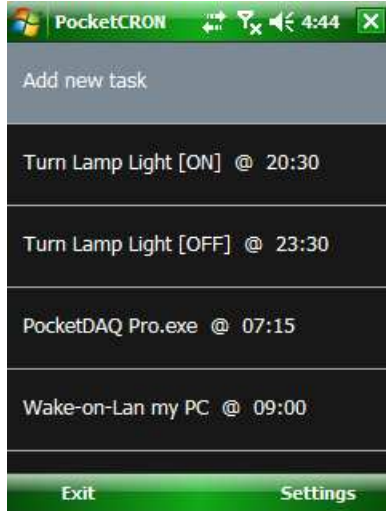 PocketCRON 4:44
Add new task
Turn Lamp Light [ON] @ 20:30
Turn Lamp Light [OFF] @ 23:30
PocketDAQ Pro.exe @ 07:15
Wake-on-Lan my PC @ 09:00
Exit Settings